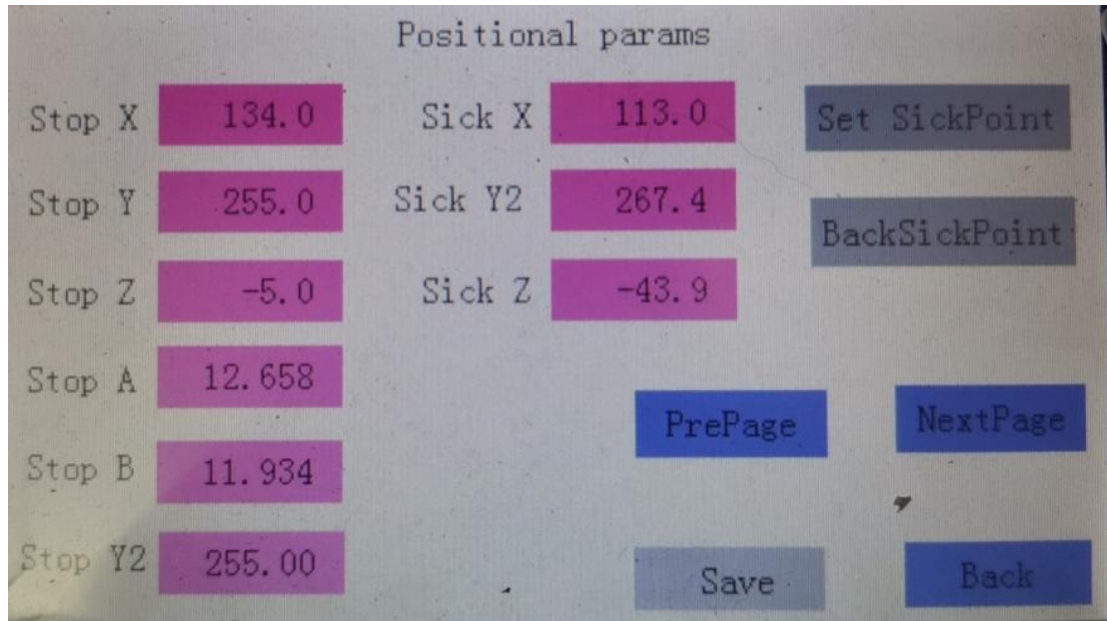 Positional params
Stop X 134.0 Sick X 113.0 Set SickPoint
Stop Y 255.0 Sick Y2 267.4 BackSickPoint
Stop Z -5.0 Sick Z -43.9
Stop A 12.658 PrePage NextPage
Stop B 11.934
Stop Y2 255.00 Save Back